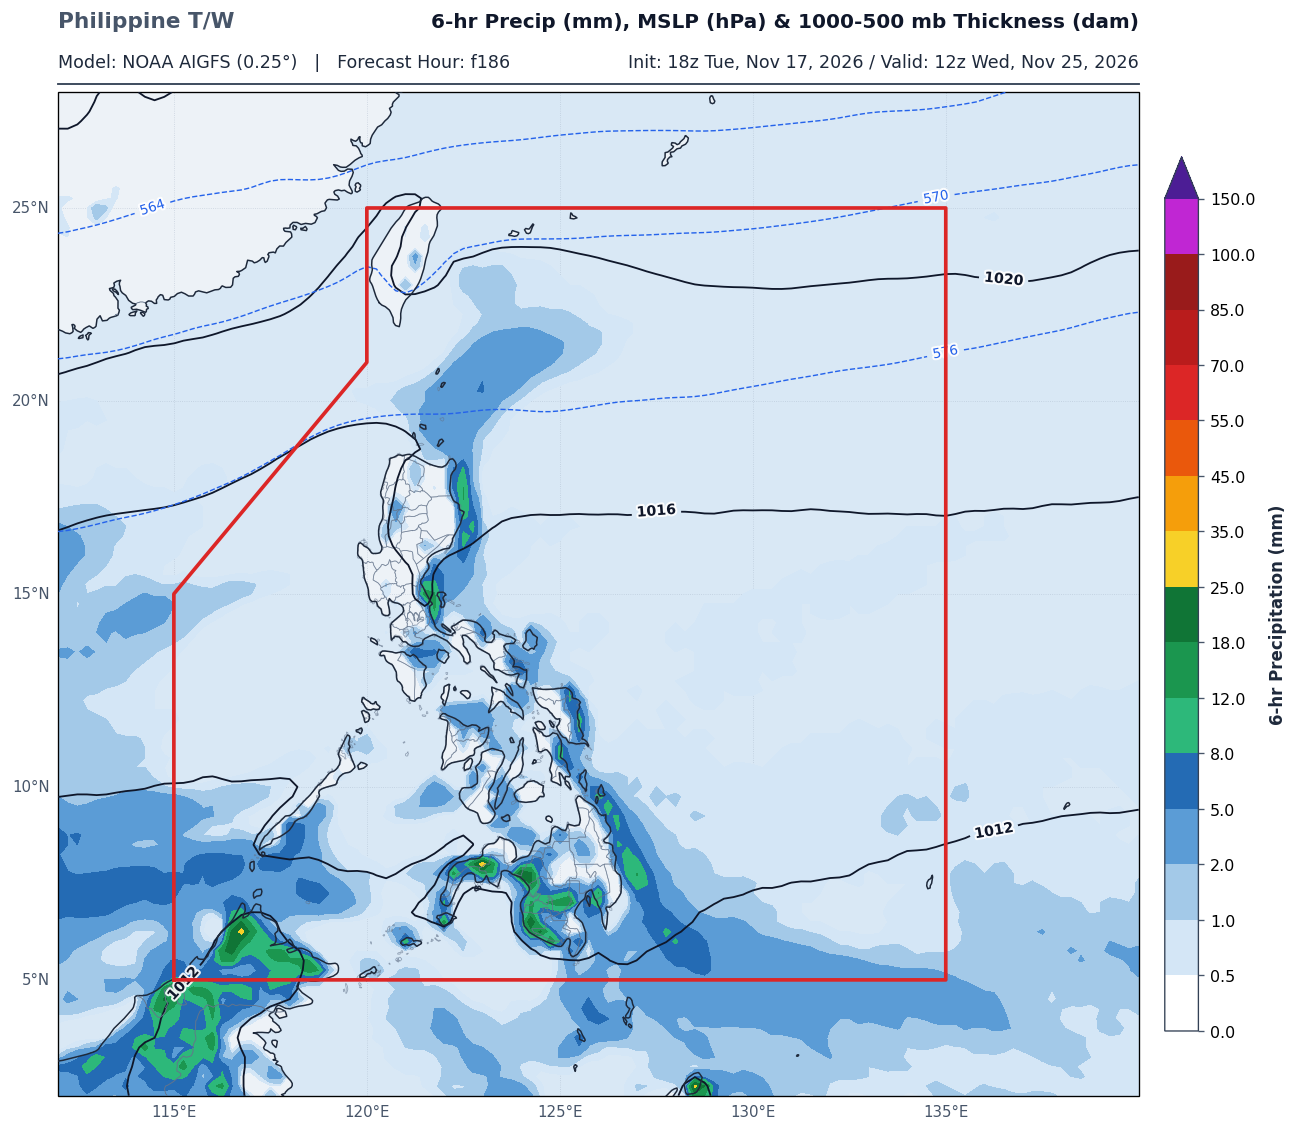 Philippine T/W
6-hr Precip (mm), MSLP (hPa) & 1000-500 mb Thickness (dam)
Model: NOAA AIGFS (0.25°)   |   Forecast Hour: f186
Init: 18z Tue, Nov 17, 2026 / Valid: 12z Wed, Nov 25, 2026
564
570
576
1020
1016
1012
1012
25°N
20°N
15°N
10°N
5°N
115°E
120°E
125°E
130°E
135°E
150.0
100.0
85.0
70.0
55.0
45.0
35.0
25.0
18.0
12.0
8.0
5.0
2.0
1.0
0.5
0.0
6-hr Precipitation (mm)